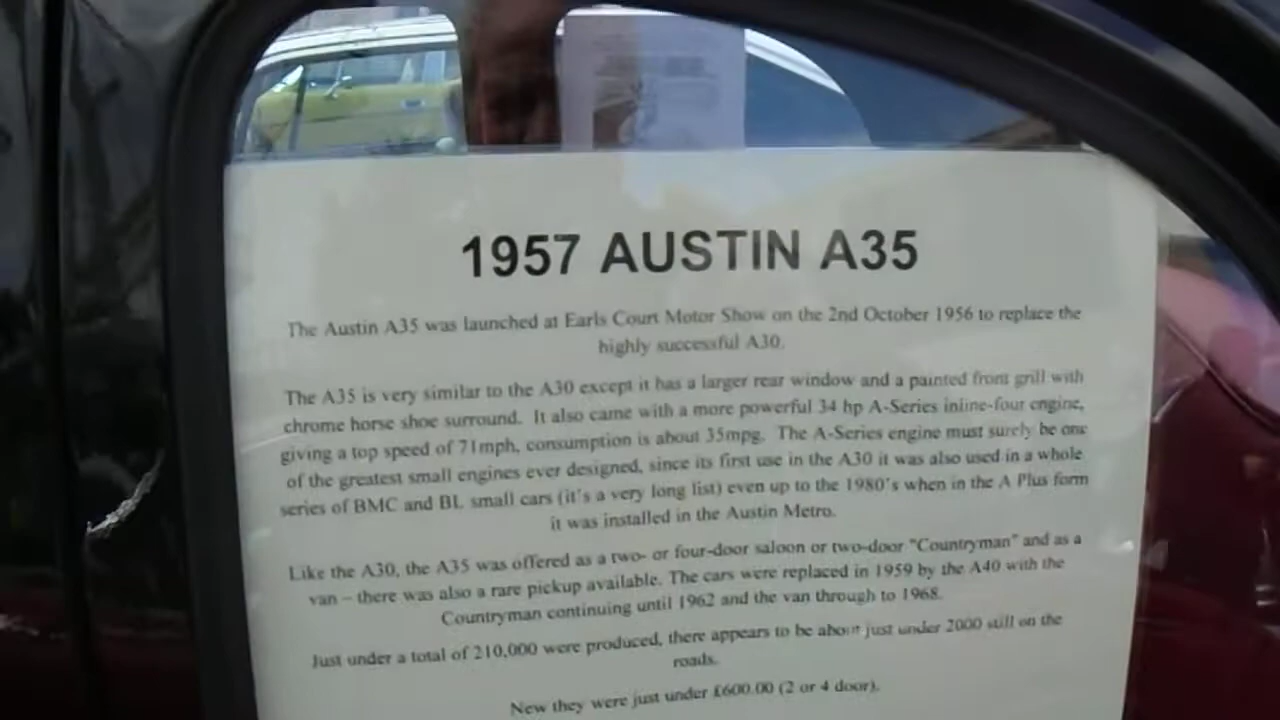 1957 AUSTIN A35
The Austin A35 was launched at Earls Court Motor Show on the 2nd October 1956 to replace the
highly successful A30.
The A35 is very similar to the A30 except it has a larger rear window and a painted front grill with
chrome horse shoe surround. It also came with a more powerful 34 hp A-Series inline-four engine,
giving a top speed of 71mph, consumption is about 35mpg. The A-Series engine must surely be one
of the greatest small engines ever designed, since its first use in the A30 it was also used in a whole
series of BMC and BL small cars (it's a very long list) even up to the 1980's when in the A Plus form
it was installed in the Austin Metro.
Like the A30, the A35 was offered as a two- or four-door saloon or two-door "Countryman" and as a
van – there was also a rare pickup available. The cars were replaced in 1959 by the A40 with the
Countryman continuing until 1962 and the van through to 1968.
Just under a total of 210,000 were produced, there appears to be about just under 2000 still on the
roads.
New they were just under £600.00 (2 or 4 door).